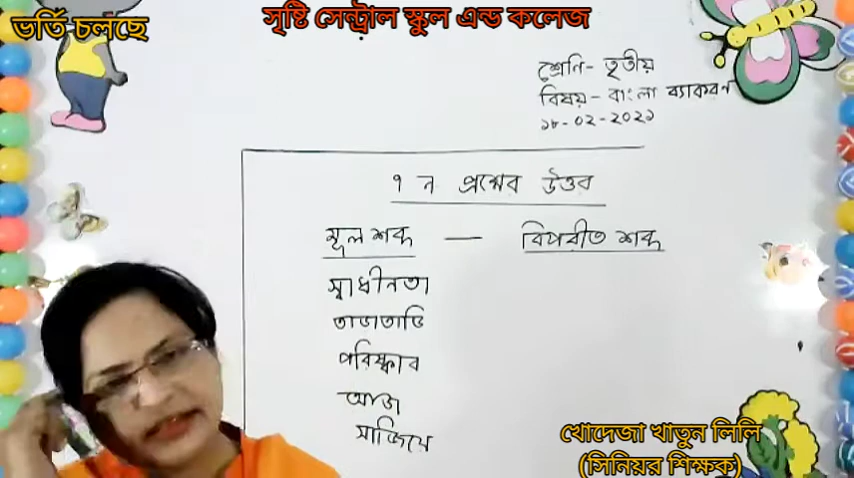 ভর্তি চলছে
সৃষ্টি সেন্ট্রাল স্কুল এন্ড কলেজ
শ্রেণি - তৃতীয়
বিষয় - বাংলা ব্যাকরণ
১৮-০২-২০২১
৭ ন প্রশ্নের উত্তর
মূল শব্দ — বিপরীত শব্দ
স্বাধীনতা
তাড়াতাড়ি
পরিষ্কার
আজ
সাজিয়ে
খোদেজা খাতুন লিলি
(সিনিয়র শিক্ষক)